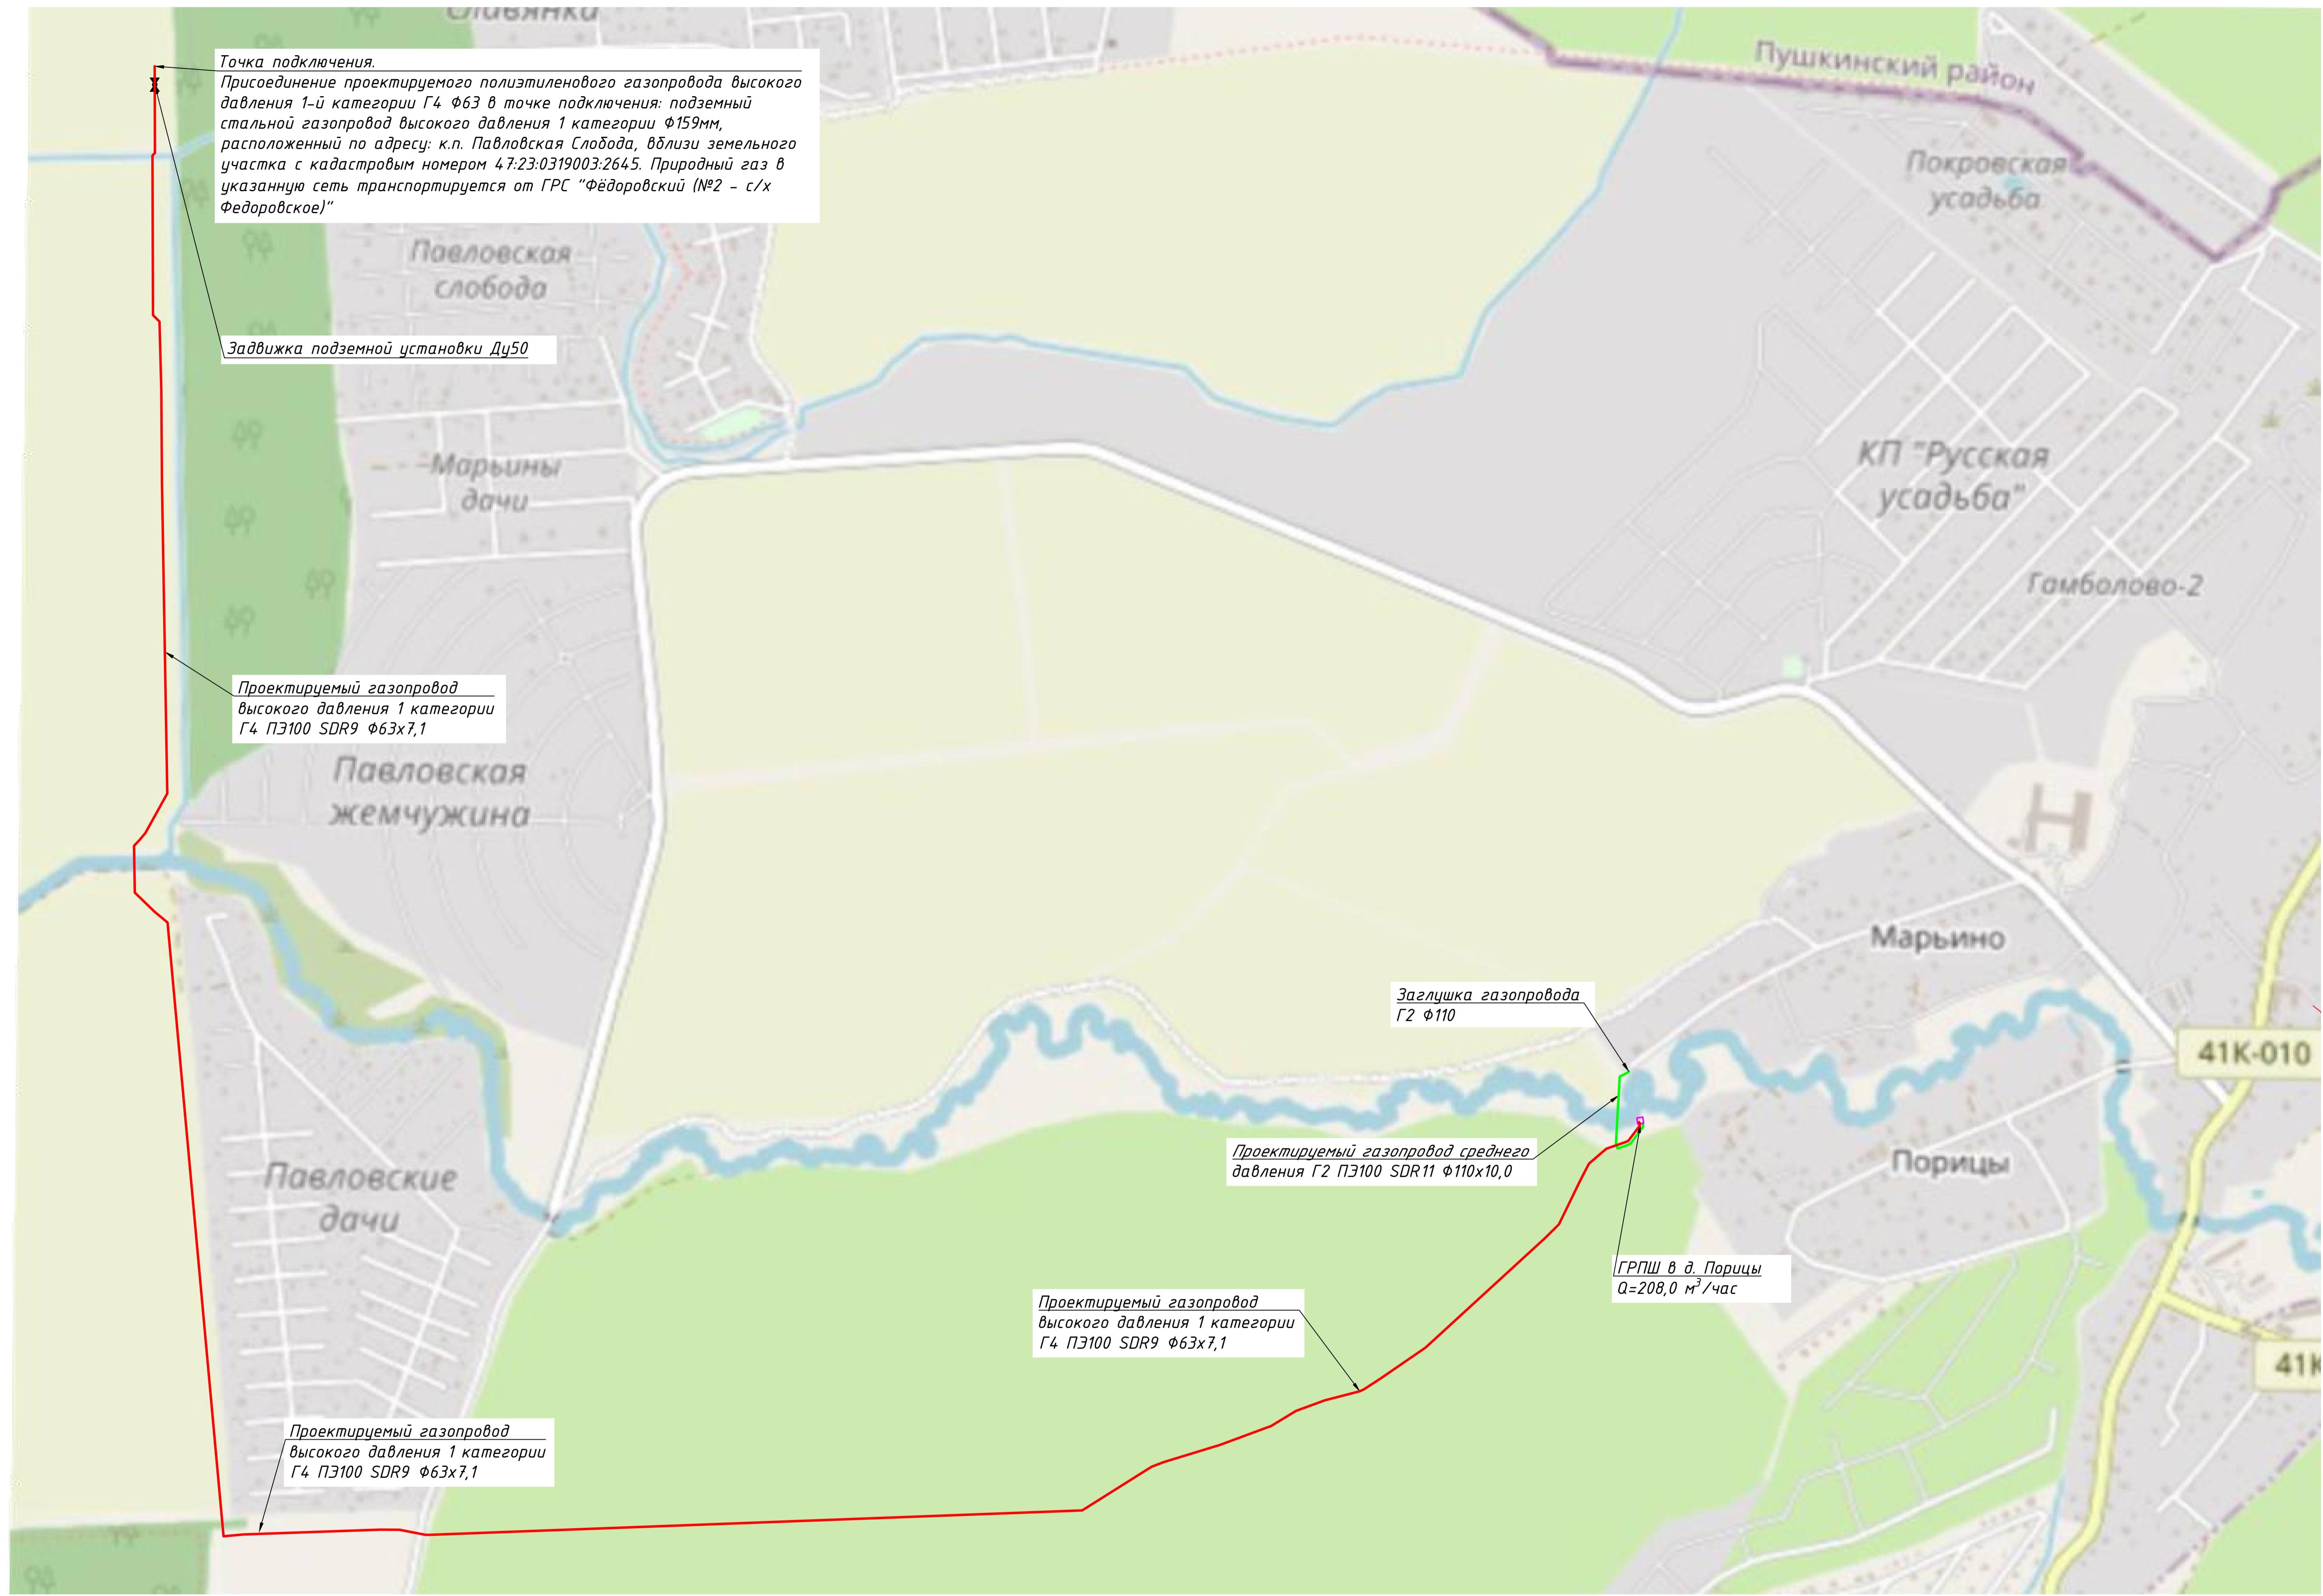 Славянка
Точка подключения.
Присоединение проектируемого полиэтиленового газопровода высокого
давления 1-й категории Г4 Ф63 в точке подключения: подземный
стальной газопровод высокого давления 1 категории Ф159мм,
расположенный по адресу: к.п. Павловская Слобода, вблизи земельного
участка с кадастровым номером 47:23:0319003:2645. Природный газ в
указанную сеть транспортируется от ГРС "Фёдоровский (№2 - с/х
Федоровское)"
Пушкинский район
Покровская
усадьба
Павловская
слобода
Задвижка подземной установки Ду50
Марьины
дачи
КП "Русская
усадьба"
Гамболово-2
Проектируемый газопровод
высокого давления 1 категории
Г4 ПЭ100 SDR9 Ф63х7,1
Павловская
жемчужина
Марьино
Заглушка газопровода
Г2 Ф110
41К-010
Проектируемый газопровод среднего
давления Г2 ПЭ100 SDR11 Ф110х10,0
Порицы
Павловские
дачи
ГРПШ в д. Порицы
Q=208,0 м³/час
Проектируемый газопровод
высокого давления 1 категории
Г4 ПЭ100 SDR9 Ф63х7,1
41К
Проектируемый газопровод
высокого давления 1 категории
Г4 ПЭ100 SDR9 Ф63х7,1